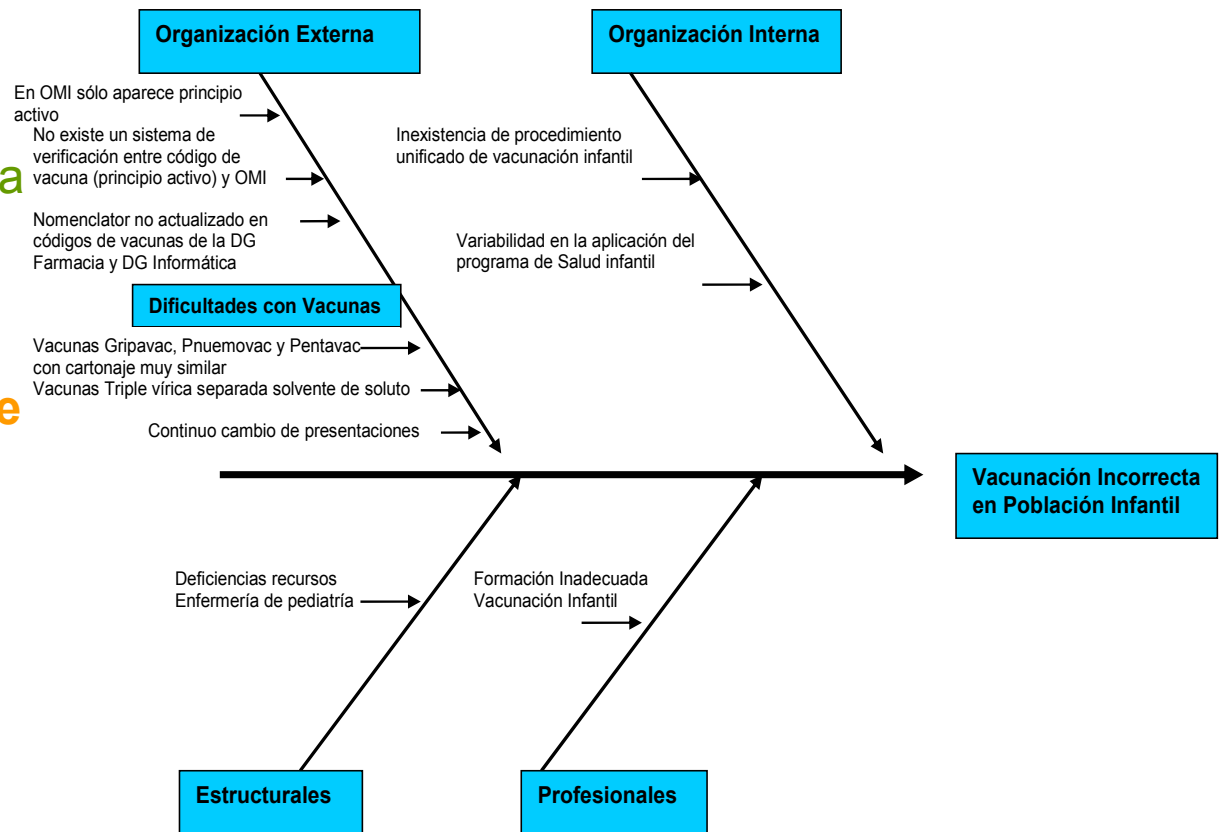 Organización Externa
Organización Interna
En OMI sólo aparece principio
activo
No existe un sistema de
verificación entre código de
vacuna (principio activo) y OMI
a
Nomenclator no actualizado en
códigos de vacunas de la DG
Farmacia y DG Informática
Inexistencia de procedimiento
unificado de vacunación infantil
Variabilidad en la aplicación del
programa de Salud infantil
Dificultades con Vacunas
Vacunas Gripavac, Pnuemovac y Pentavac
con cartonaje muy similar
Vacunas Triple vírica separada solvente de soluto
e
Continuo cambio de presentaciones
Vacunación Incorrecta
en Población Infantil
Deficiencias recursos
Enfermería de pediatría
Formación Inadecuada
Vacunación Infantil
Estructurales
Profesionales